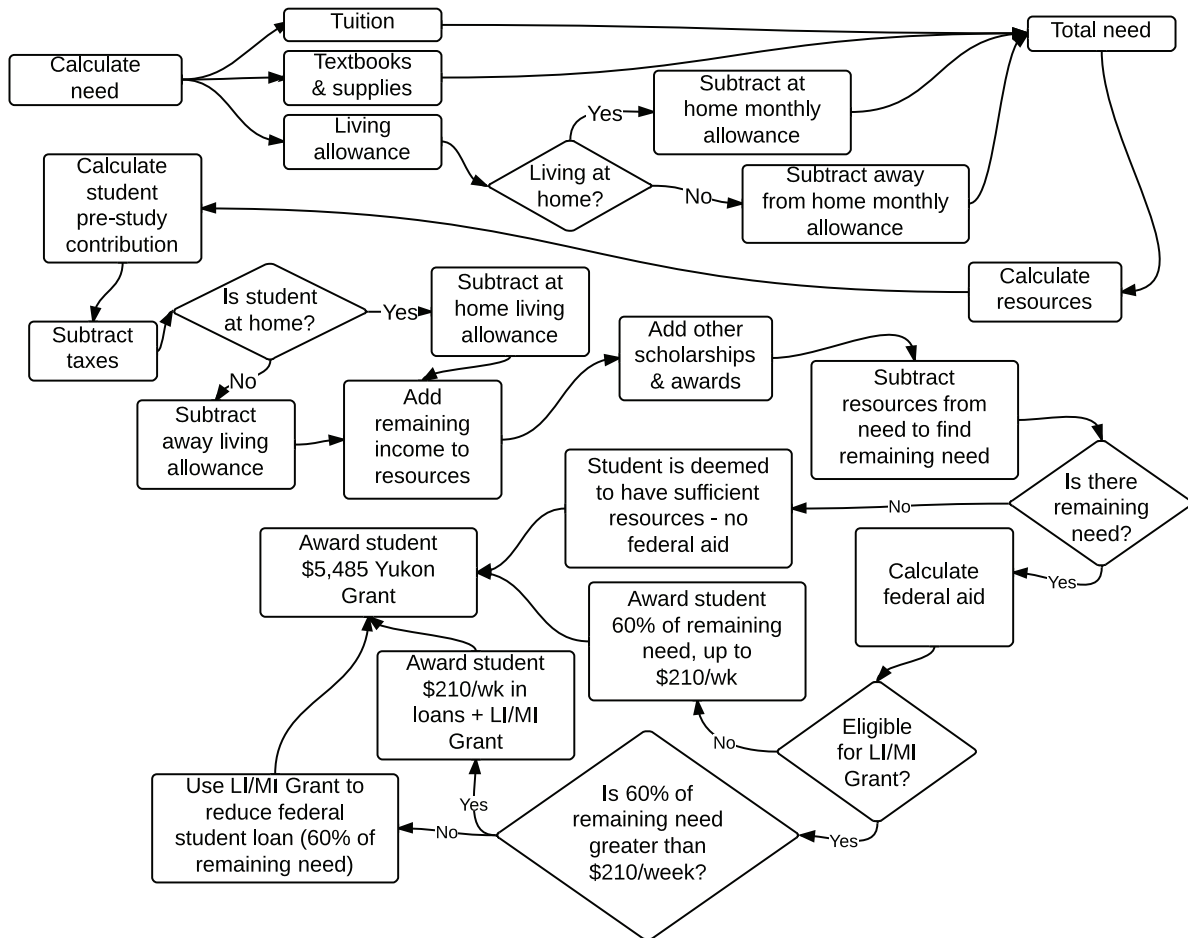 Calculate
need
Tuition
Textbooks
& supplies
Living
allowance
Living at
home?
Yes
Subtract at
home monthly
allowance
No
Subtract away
from home monthly
allowance
Total need
Calculate
resources
Calculate
student
pre-study
contribution
Subtract
taxes
Is student
at home?
Yes
Subtract at
home living
allowance
No
Subtract
away living
allowance
Add
remaining
income to
resources
Add other
scholarships
& awards
Subtract
resources from
need to find
remaining need
Is there
remaining
need?
No
Student is deemed
to have sufficient
resources - no
federal aid
Yes
Calculate
federal aid
Eligible
for LI/MI
Grant?
No
Award student
60% of remaining
need, up to
$210/wk
Yes
Is 60% of
remaining need
greater than
$210/week?
Yes
Award student
$210/wk in
loans + LI/MI
Grant
No
Use LI/MI Grant to
reduce federal
student loan (60% of
remaining need)
Award student
$5,485 Yukon
Grant